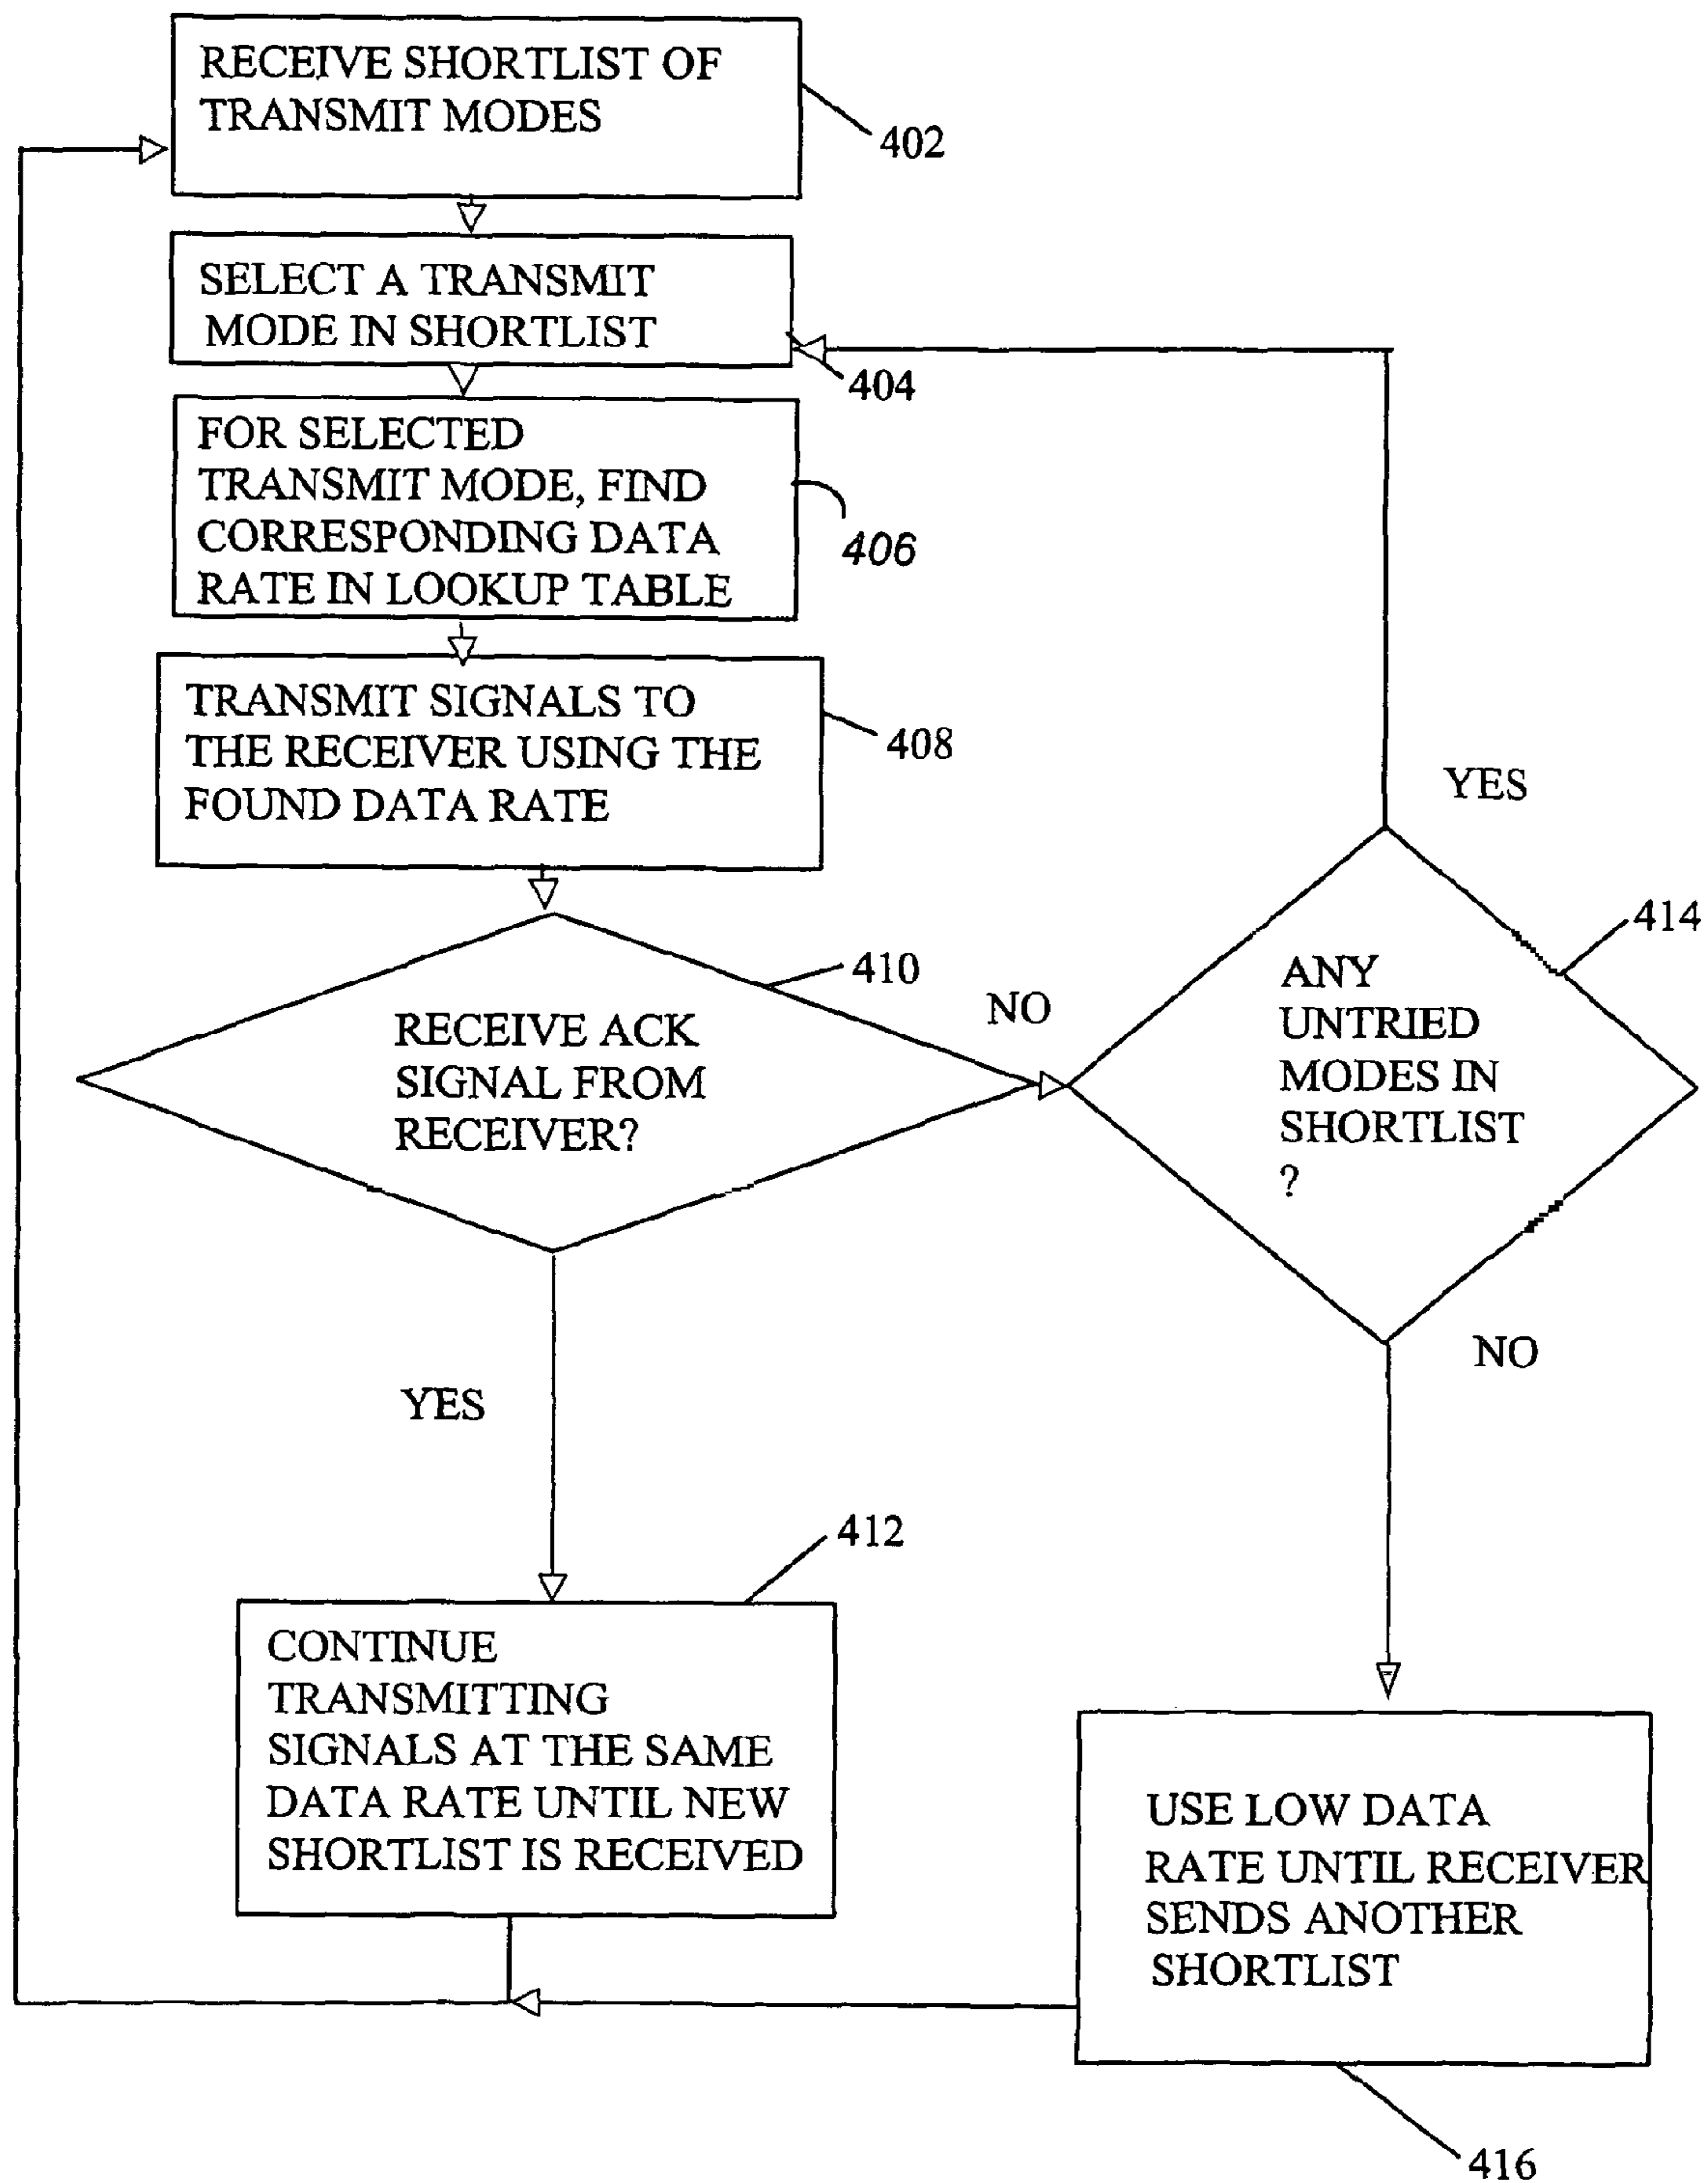 RECEIVE SHORTLIST OF
TRANSMIT MODES
402
SELECT A TRANSMIT
MODE IN SHORTLIST
404
FOR SELECTED
TRANSMIT MODE, FIND
CORRESPONDING DATA
RATE IN LOOKUP TABLE
406
TRANSMIT SIGNALS TO
THE RECEIVER USING THE
FOUND DATA RATE
408
YES
414
410
NO
RECEIVE ACK
SIGNAL FROM
RECEIVER?
ANY
UNTRIED
MODES IN
SHORTLIST
?
NO
YES
412
CONTINUE
TRANSMITTING
SIGNALS AT THE SAME
DATA RATE UNTIL NEW
SHORTLIST IS RECEIVED
USE LOW DATA
RATE UNTIL RECEIVER
SENDS ANOTHER
SHORTLIST
416